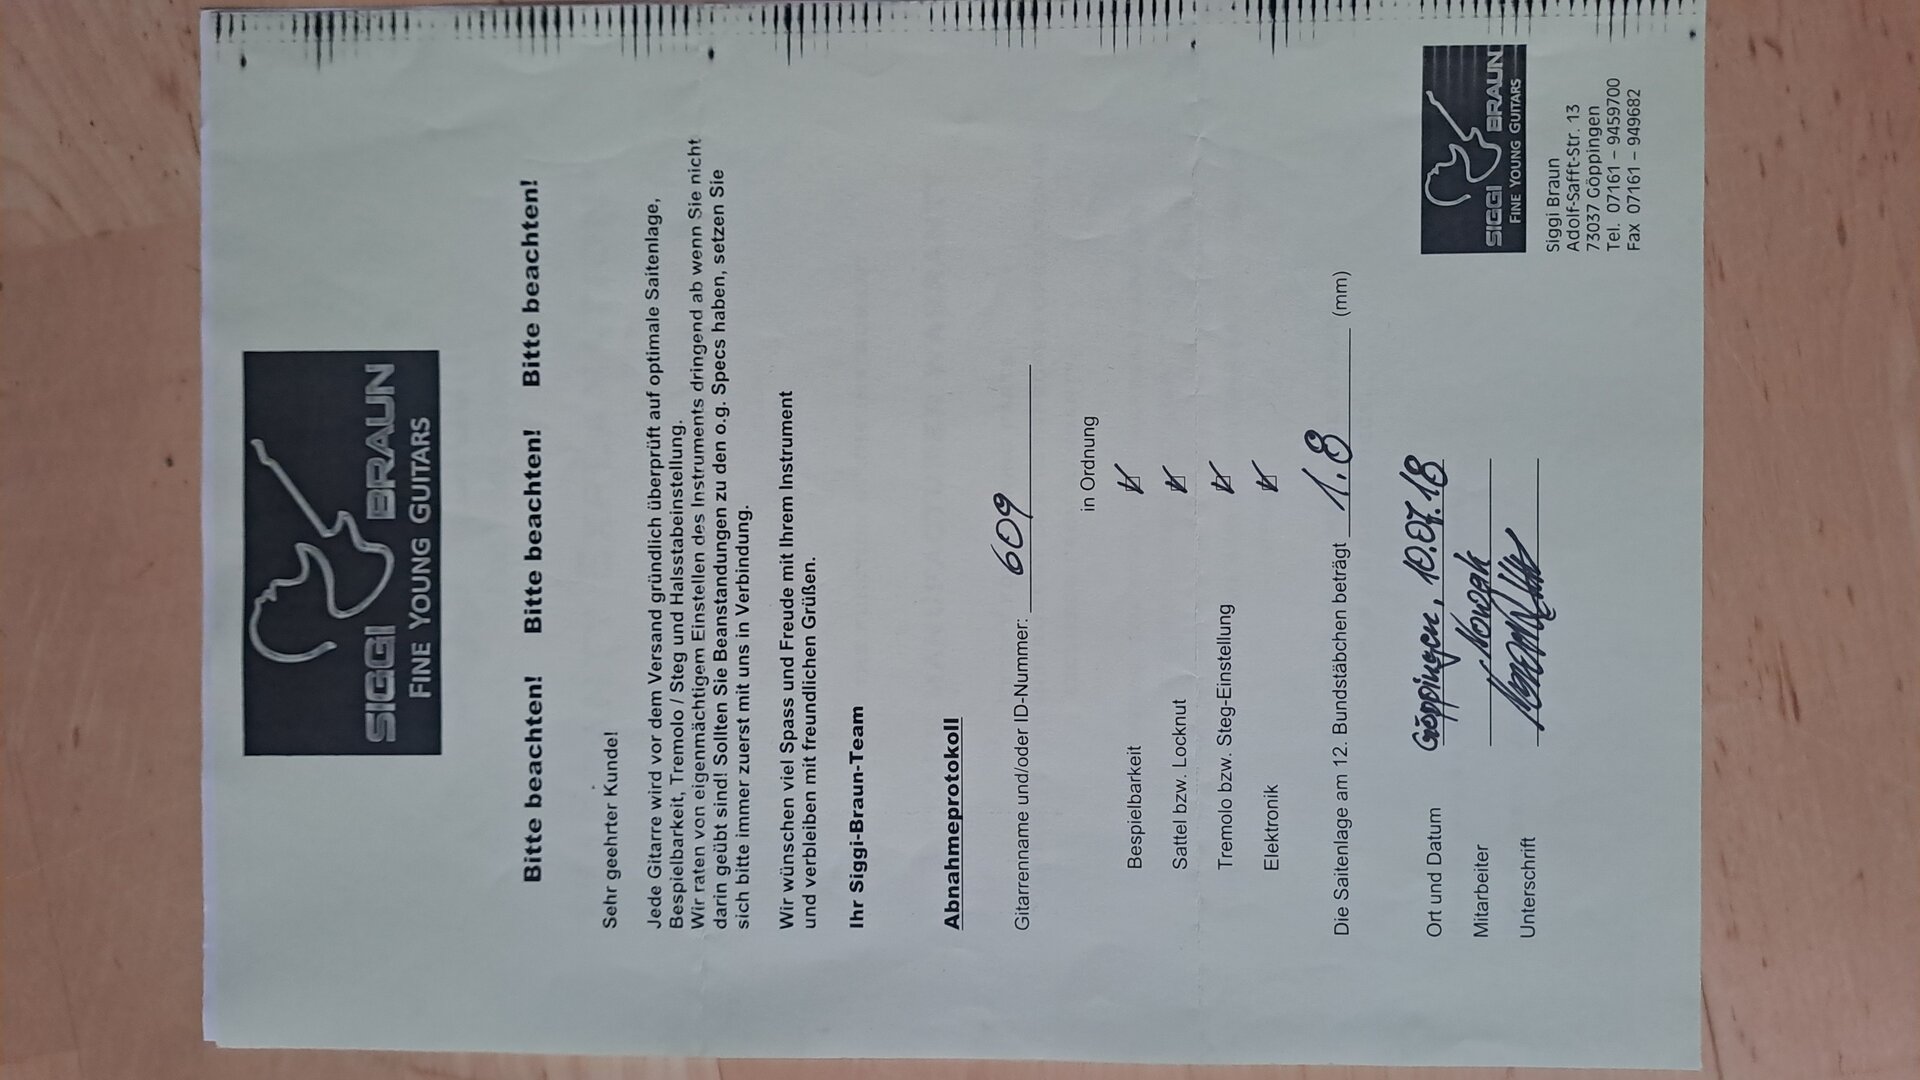 SIGGI BRAUN
FINE YOUNG GUITARS
Bitte beachten! Bitte beachten! Bitte beachten!
Sehr geehrter Kunde!
Jede Gitarre wird vor dem Versand gründlich überprüft auf optimale Saitenlage,
Bespielbarkeit, Tremolo / Steg und Halsstabeinstellung.
Wir raten von eigenmächtigem Einstellen des Instruments dringend ab wenn Sie nicht
darin geübt sind! Sollten Sie Beanstandungen zu den o.g. Specs haben, setzen Sie
sich bitte immer zuerst mit uns in Verbindung.
Wir wünschen viel Spass und Freude mit Ihrem Instrument
und verbleiben mit freundlichen Grüßen.
Ihr Siggi-Braun-Team
Abnahmeprotokoll
Gitarrenname und/oder ID-Nummer: 609
in Ordnung
Bespielbarkeit
Sattel bzw. Locknut
Tremolo bzw. Steg-Einstellung
Elektronik
Die Saitenlage am 12. Bundstäbchen beträgt 1.8 (mm)
Ort und Datum Göppingen, 10.07.18
Mitarbeiter
Unterschrift
SIGGI BRAUN
FINE YOUNG GUITARS
Siggi Braun
Adolf-Safft-Str. 13
73037 Göppingen
Tel. 07161 – 9459700
Fax 07161 – 949682